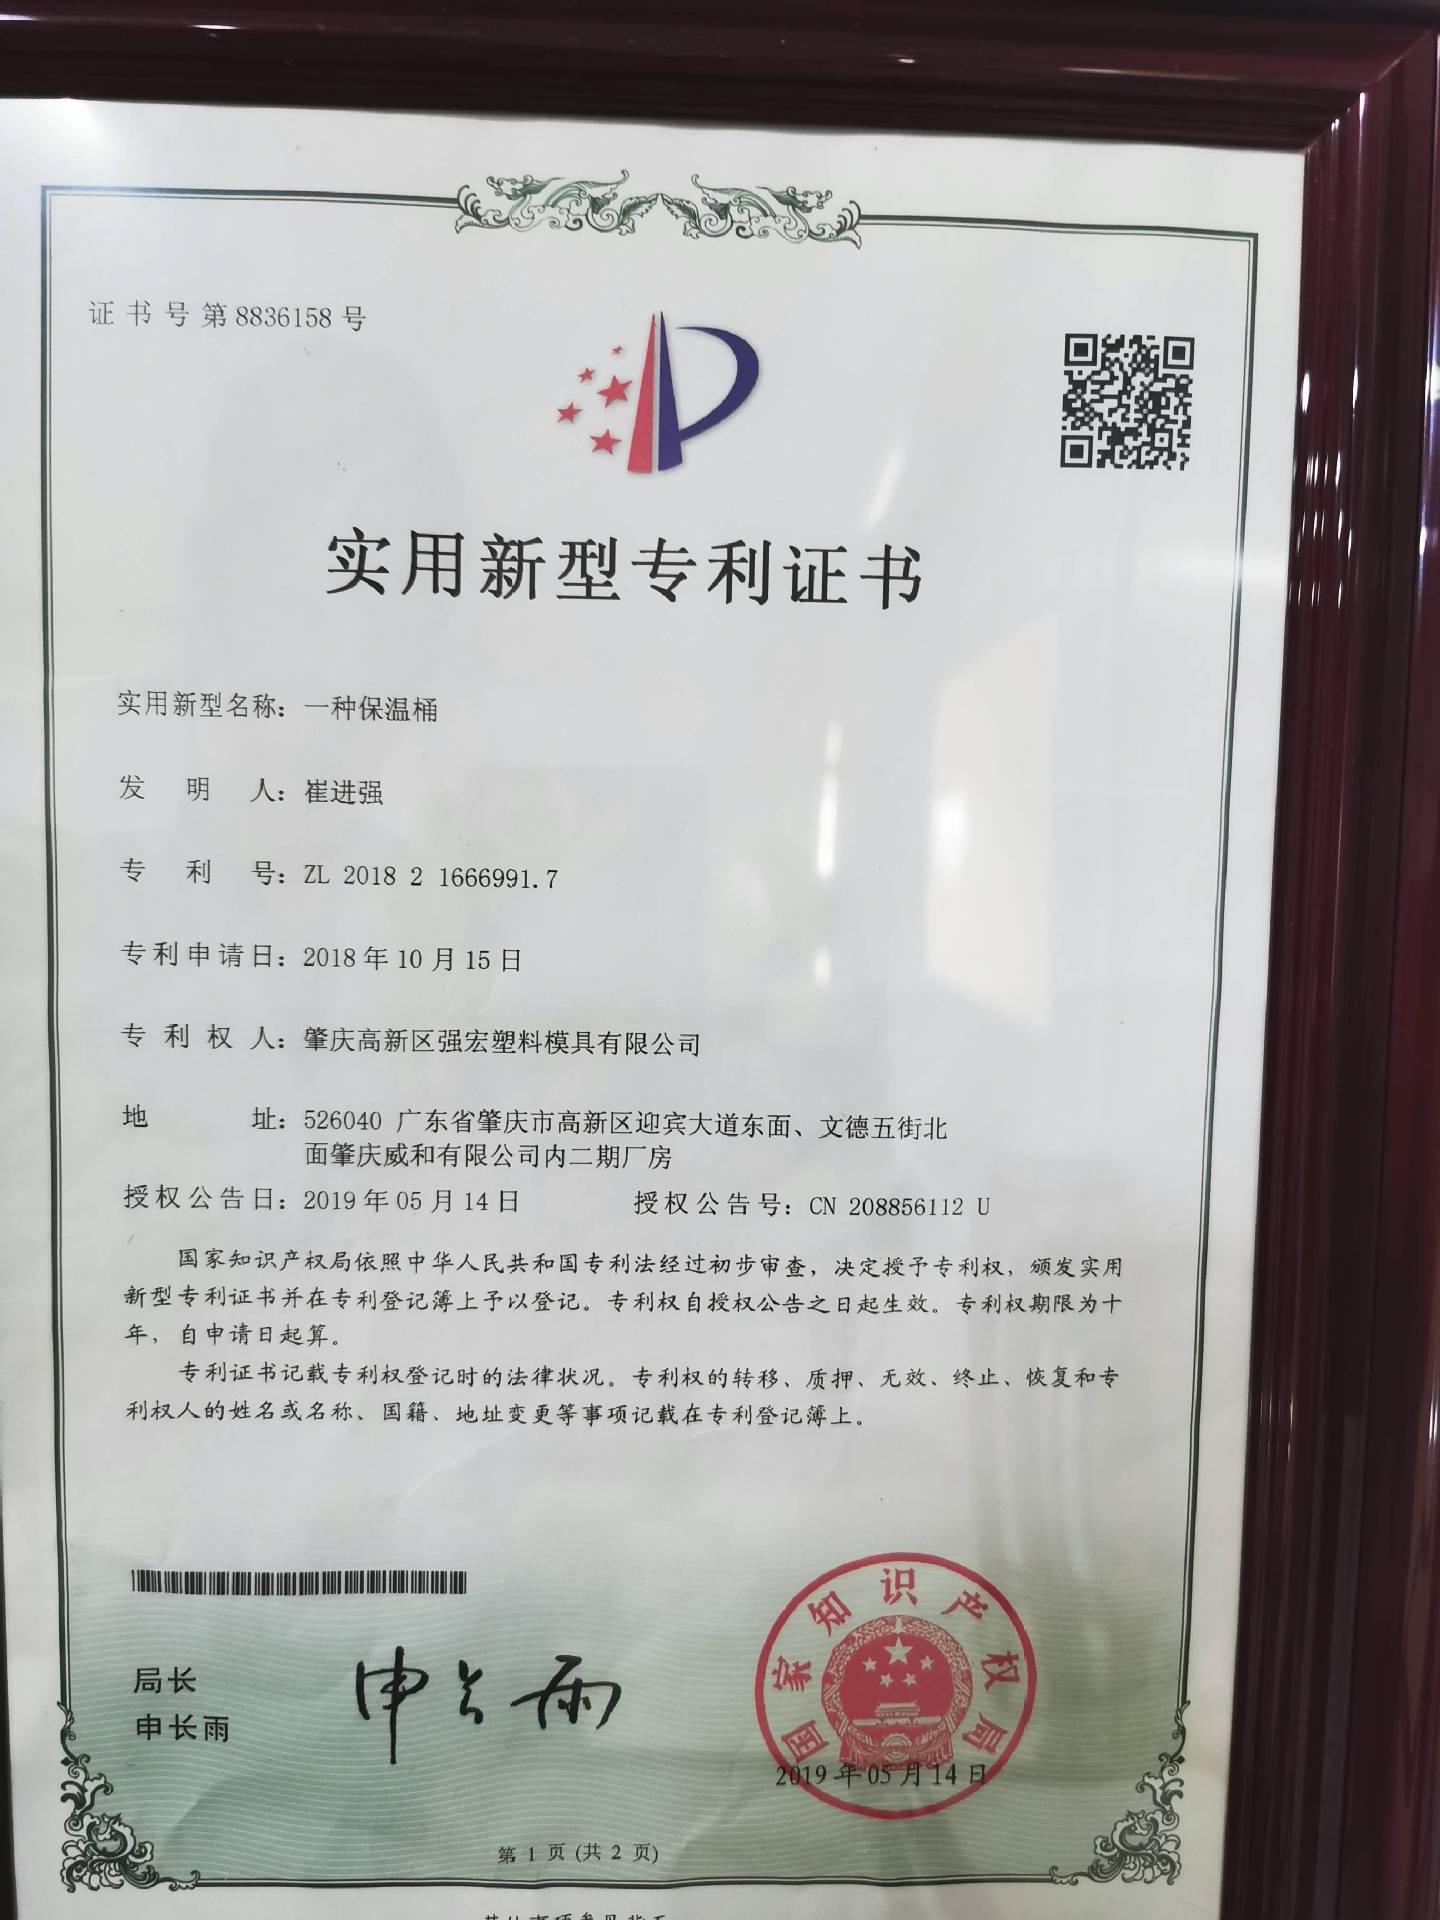 证书号第8836158号
实用新型专利证书
实用新型名称：一种保温桶
发明人：崔进强
专利号：ZL 2018 2 1666991.7
专利申请日：2018年10月15日
专利权人：肇庆高新区强宏塑料模具有限公司
地址：526040 广东省肇庆市高新区迎宾大道东面、文德五街北
面肇庆威和有限公司内二期厂房
授权公告日：2019年05月14日 授权公告号：CN 208856112 U
国家知识产权局依照中华人民共和国专利法经过初步审查，决定授予专利权，颁发实用
新型专利证书并在专利登记簿上予以登记。专利权自授权公告之日起生效。专利权期限为十
年，自申请日起算。
专利证书记载专利权登记时的法律状况。专利权的转移、质押、无效、终止、恢复和专
利权人的姓名或名称、国籍、地址变更等事项记载在专利登记簿上。
局长
申长雨
申长雨
国家知识产权局
2019年05月14日
第 1 页 (共 2 页)